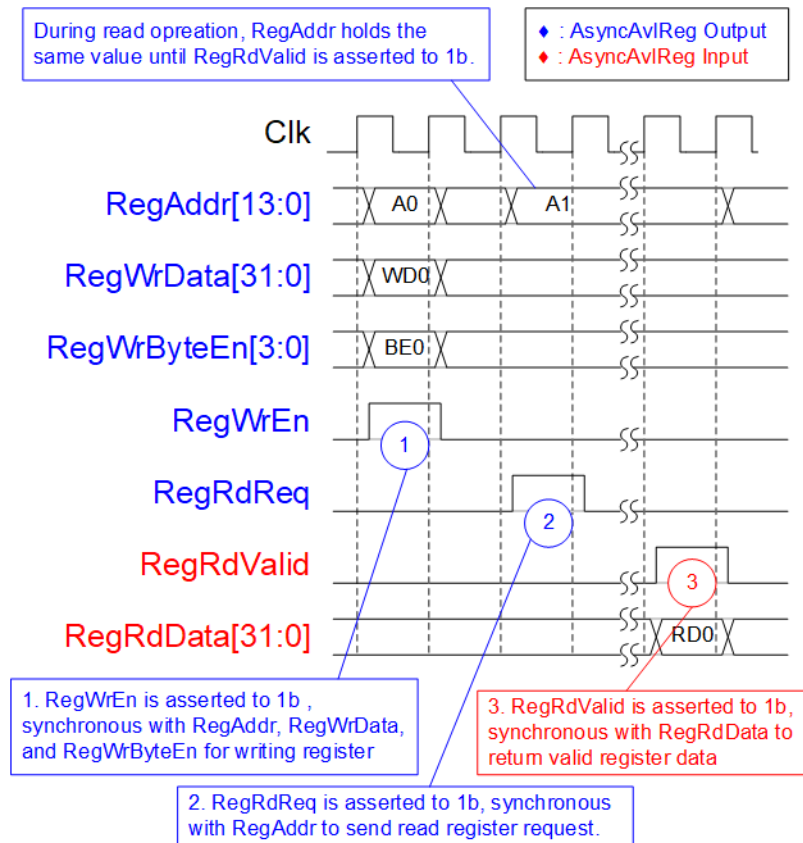 During read opreation, RegAddr holds the
same value until RegRdValid is asserted to 1b.
♦ : AsyncAvlReg Output
♦ : AsyncAvlReg Input
Clk
RegAddr[13:0]
A0
A1
RegWrData[31:0]
WD0
RegWrByteEn[3:0]
BE0
RegWrEn
1
RegRdReq
2
RegRdValid
3
RegRdData[31:0]
RD0
1. RegWrEn is asserted to 1b ,
synchronous with RegAddr, RegWrData,
and RegWrByteEn for writing register
3. RegRdValid is asserted to 1b,
synchronous with RegRdData to
return valid register data
2. RegRdReq is asserted to 1b, synchronous
with RegAddr to send read register request.